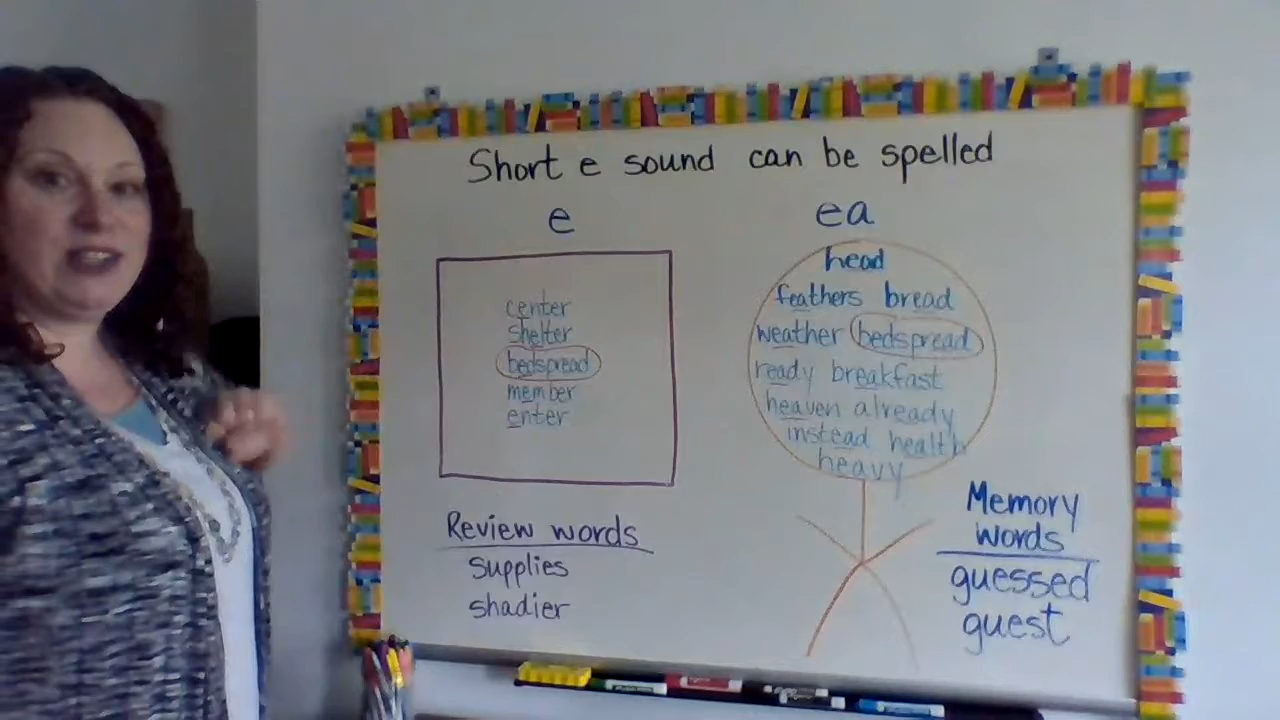 Short e sound can be spelled
e
center
shelter
bedspread
member
enter
ea
head
feathers bread
weather bedspread
ready breakfast
heaven already
instead health
heavy
Review words
supplies
shadier
Memory
words
guessed
guest